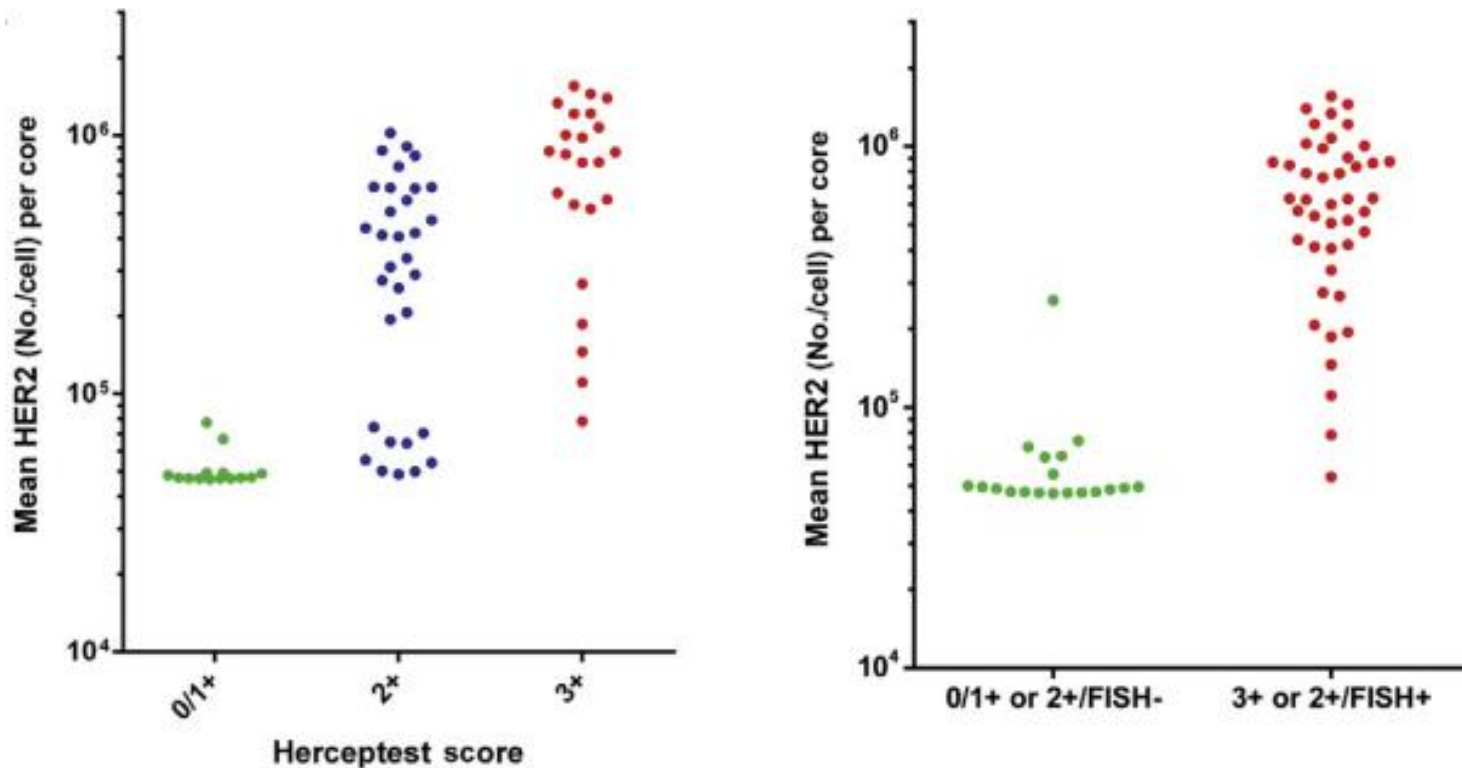 Mean HER2 (No./cell) per core
10⁶
10⁵
10⁴
0/1+
2+
3+
Herceptest score
Mean HER2 (No./cell) per core
10⁶
10⁵
10⁴
0/1+ or 2+/FISH-
3+ or 2+/FISH+